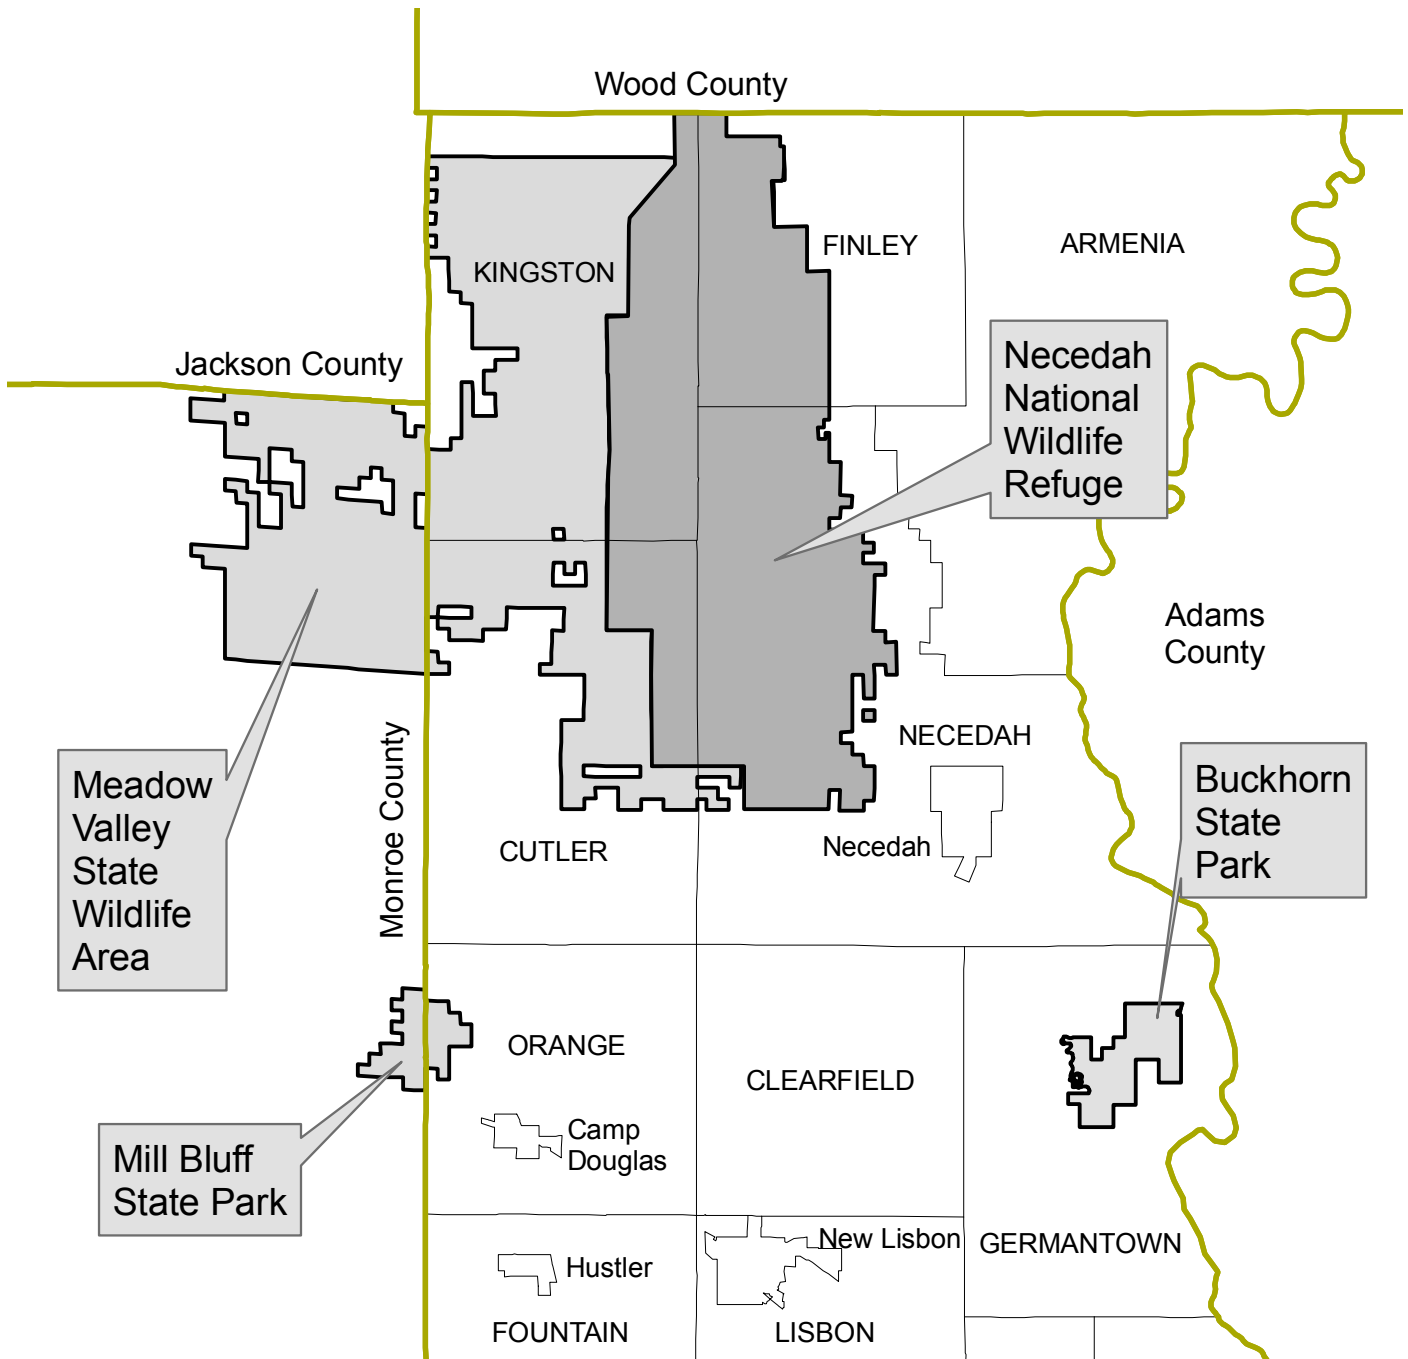 Wood County
FINLEY
ARMENIA
KINGSTON
Jackson County
Necedah
National
Wildlife
Refuge
Adams
County
Monroe County
NECEDAH
Meadow
Valley
State
Wildlife
Area
Buckhorn
State
Park
CUTLER
Necedah
ORANGE
CLEARFIELD
Camp
Douglas
Mill Bluff
State Park
New Lisbon
GERMANTOWN
Hustler
FOUNTAIN
LISBON